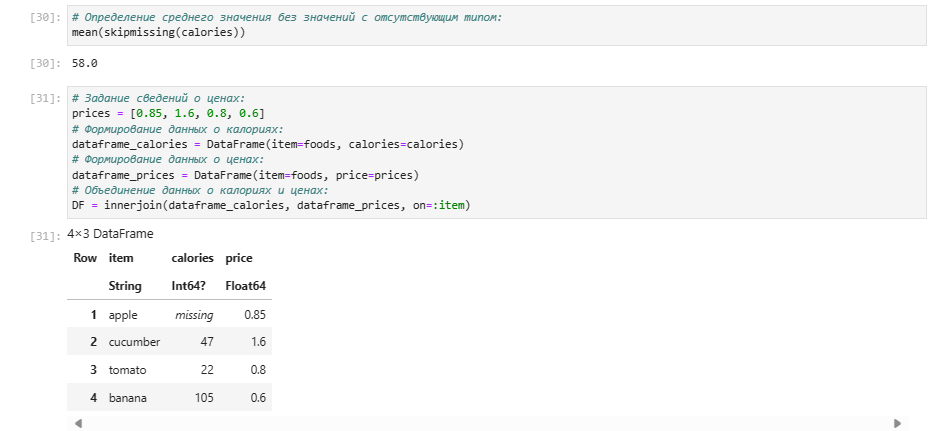 [30]: # Определение среднего значения без значений с отсутствующим типом:
mean(skipmissing(calories))
[30]: 58.0
[31]: # Задание сведений о ценах:
prices = [0.85, 1.6, 0.8, 0.6]
# Формирование данных о калориях:
dataframe_calories = DataFrame(item=foods, calories=calories)
# Формирование данных о ценах:
dataframe_prices = DataFrame(item=foods, price=prices)
# Объединение данных о калориях и ценах:
DF = innerjoin(dataframe_calories, dataframe_prices, on=:item)
[31]: 4×3 DataFrame
Row item calories price
String Int64? Float64
1 apple missing 0.85
2 cucumber 47 1.6
3 tomato 22 0.8
4 banana 105 0.6